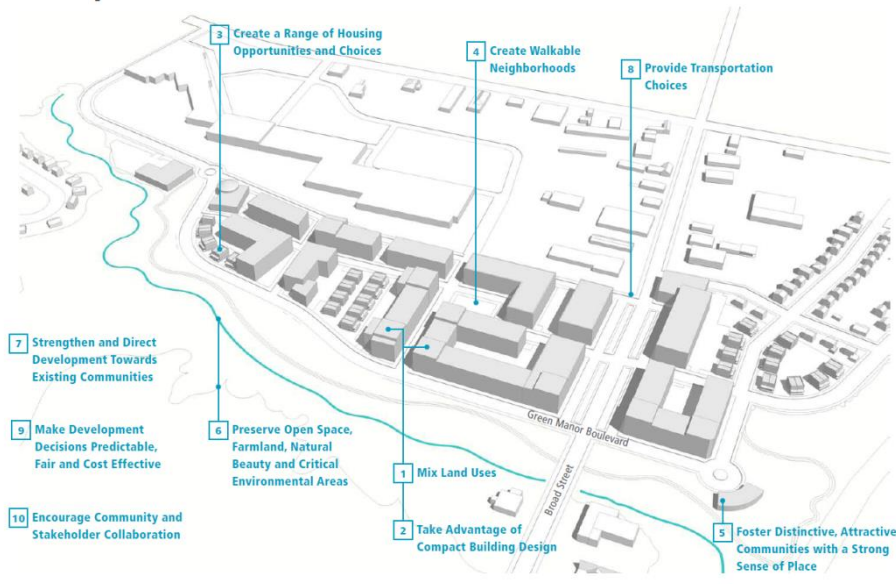 3 Create a Range of Housing
Opportunities and Choices
4 Create Walkable
Neighborhoods
8 Provide Transportation
Choices
7 Strengthen and Direct
Development Towards
Existing Communities
9 Make Development
Decisions Predictable,
Fair and Cost Effective
10 Encourage Community and
Stakeholder Collaboration
6 Preserve Open Space,
Farmland, Natural
Beauty and Critical
Environmental Areas
1 Mix Land Uses
2 Take Advantage of
Compact Building Design
Green Manor Boulevard
Broad Street
5 Foster Distinctive, Attractive
Communities with a Strong
Sense of Place